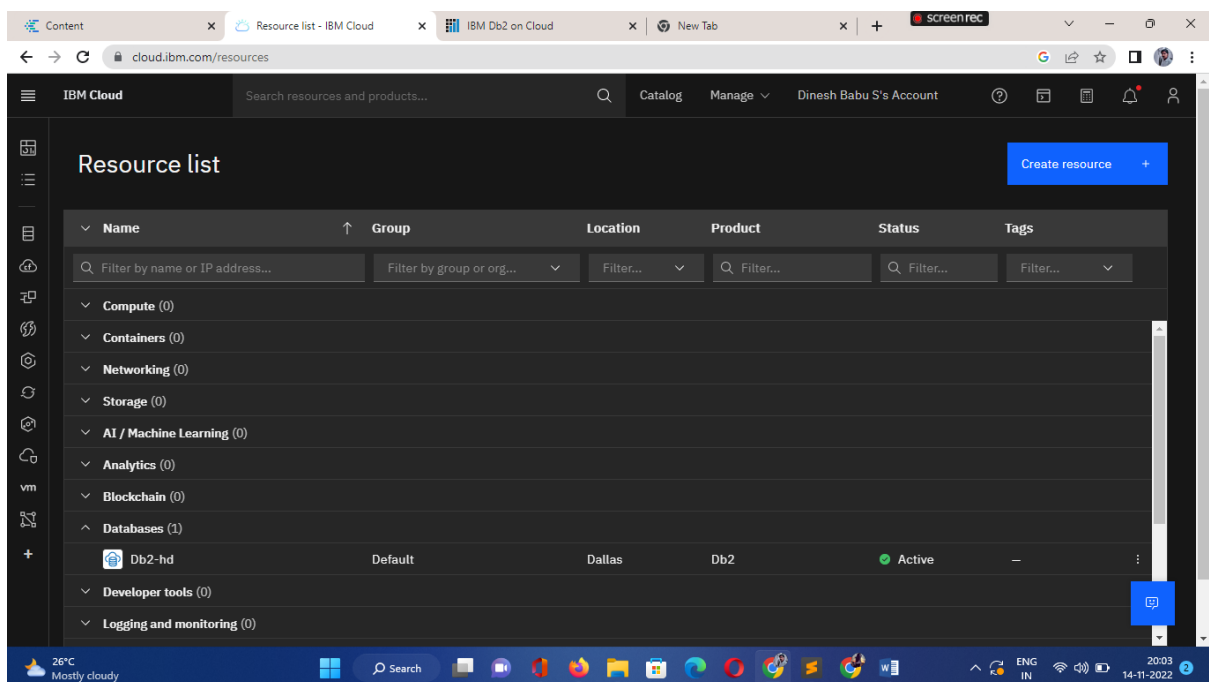 Content
Resource list - IBM Cloud
IBM Db2 on Cloud
New Tab
screenrec
cloud.ibm.com/resources
IBM Cloud
Search resources and products...
Catalog
Manage
Dinesh Babu S's Account
Resource list
Create resource +
Name Group Location Product Status Tags
Filter by name or IP address... Filter by group or org... Filter... Filter... Filter... Filter...
Compute (0)
Containers (0)
Networking (0)
Storage (0)
AI / Machine Learning (0)
Analytics (0)
Blockchain (0)
vm
Databases (1)
Db2-hd Default Dallas Db2 Active –
Developer tools (0)
Logging and monitoring (0)
26°C
Mostly cloudy
Search
ENG
IN
20:03
14-11-2022
2